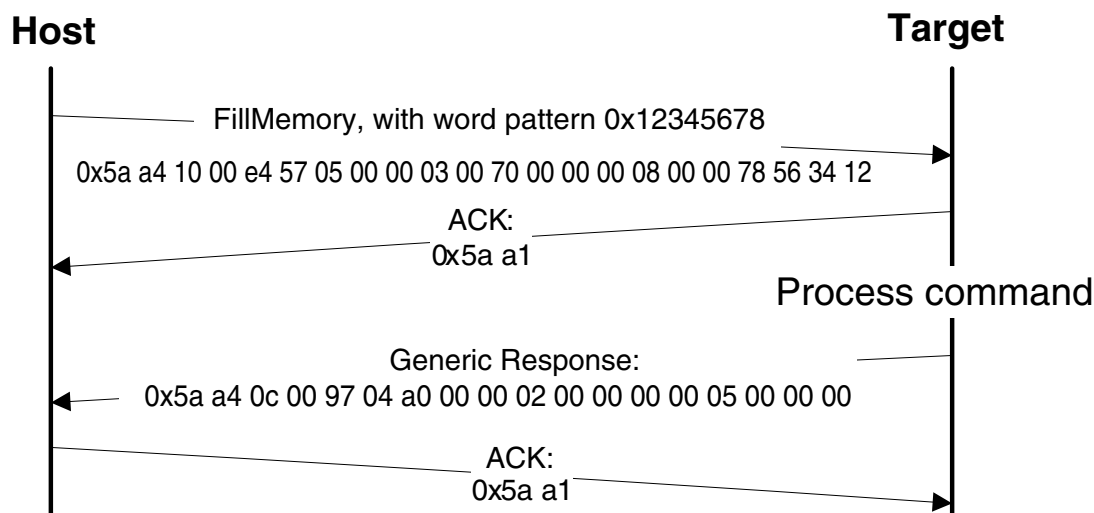 Host
Target
FillMemory, with word pattern 0x12345678
0x5a a4 10 00 e4 57 05 00 00 03 00 70 00 00 00 08 00 00 78 56 34 12
ACK:
0x5a a1
Process command
Generic Response:
0x5a a4 0c 00 97 04 a0 00 00 02 00 00 00 00 05 00 00 00
ACK:
0x5a a1